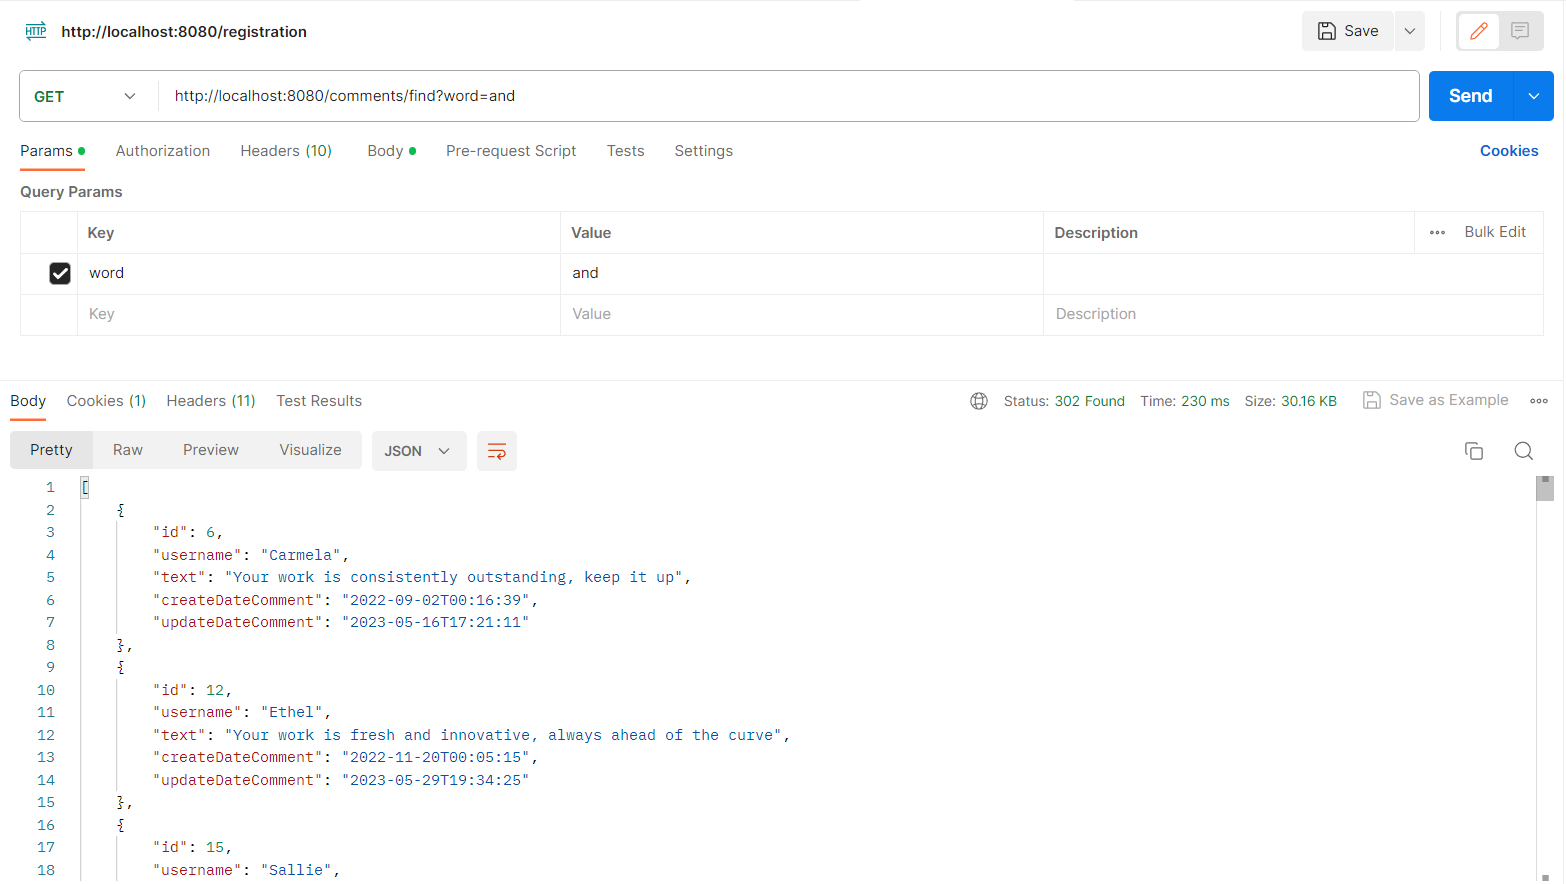 HTTP http://localhost:8080/registration Save
GET http://localhost:8080/comments/find?word=and Send
Params Authorization Headers (10) Body Pre-request Script Tests Settings Cookies
Query Params
Key Value Description Bulk Edit
word and
Key Value Description
Body Cookies (1) Headers (11) Test Results Status: 302 Found Time: 230 ms Size: 30.16 KB Save as Example
Pretty Raw Preview Visualize JSON
1 [
2 {
3 "id": 6,
4 "username": "Carmela",
5 "text": "Your work is consistently outstanding, keep it up",
6 "createDateComment": "2022-09-02T00:16:39",
7 "updateDateComment": "2023-05-16T17:21:11"
8 },
9 {
10 "id": 12,
11 "username": "Ethel",
12 "text": "Your work is fresh and innovative, always ahead of the curve",
13 "createDateComment": "2022-11-20T00:05:15",
14 "updateDateComment": "2023-05-29T19:34:25"
15 },
16 {
17 "id": 15,
18 "username": "Sallie",